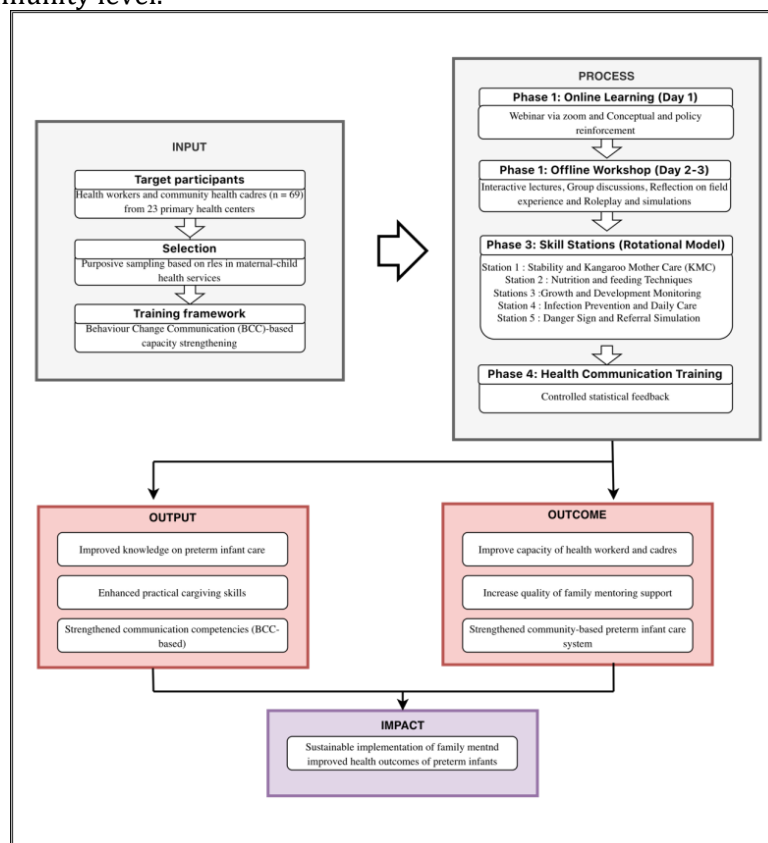 munity level.
INPUT
Target participants
Health workers and community health cadres (n = 69)
from 23 primary health centers
Selection
Purposive sampling based on rles in maternal-child
health services
Training framework
Behaviour Change Communication (BCC)-based
capacity strengthening
PROCESS
Phase 1: Online Learning (Day 1)
Webinar via zoom and Conceptual and policy
reinforcement
Phase 1: Offline Workshop (Day 2-3)
Interactive lectures, Group discussions, Reflection on field
experience and Roleplay and simulations
Phase 3: Skill Stations (Rotational Model)
Station 1 : Stability and Kangaroo Mother Care (KMC)
Station 2 : Nutrition and feeding Techniques
Stations 3 :Growth and Development Monitoring
Station 4 : Infection Prevention and Daily Care
Station 5 : Danger Sign and Referral Simulation
Phase 4: Health Communication Training
Controlled statistical feedback
OUTPUT
Improved knowledge on preterm infant care
Enhanced practical cargiving skills
Strengthened communication competencies (BCC-
based)
OUTCOME
Improve capacity of health workerd and cadres
Increase quality of family mentoring support
Strengthened community-based preterm infant care
system
IMPACT
Sustainable implementation of family mentnd
improved health outcomes of preterm infants